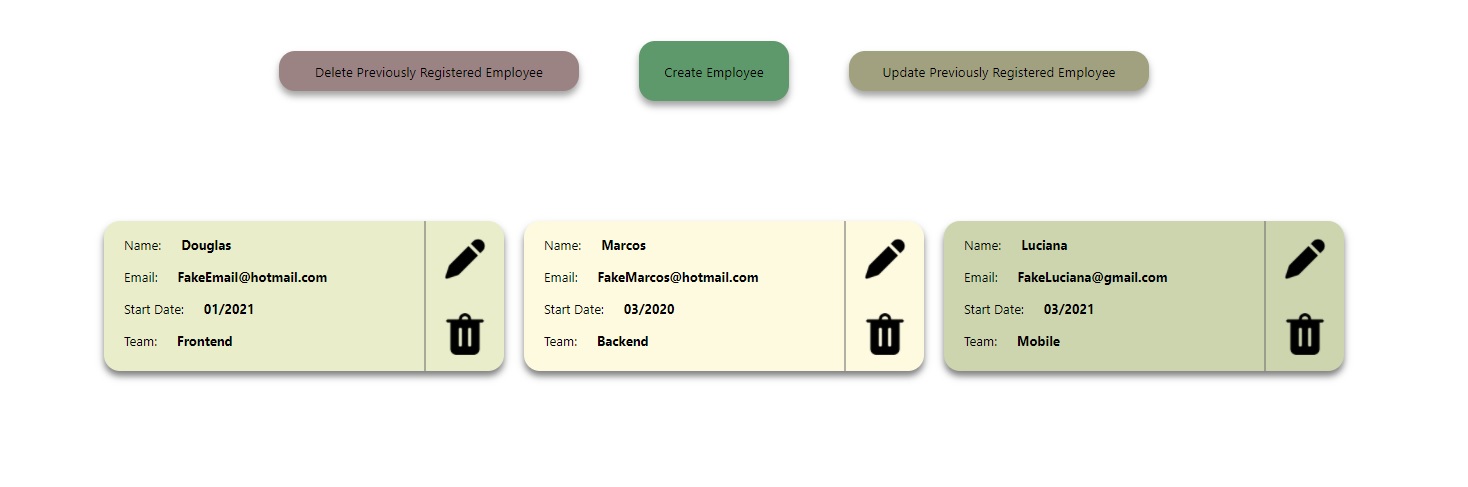 Delete Previously Registered Employee
Create Employee
Update Previously Registered Employee
Name: Douglas
Email: FakeEmail@hotmail.com
Start Date: 01/2021
Team: Frontend
Name: Marcos
Email: FakeMarcos@hotmail.com
Start Date: 03/2020
Team: Backend
Name: Luciana
Email: FakeLuciana@gmail.com
Start Date: 03/2021
Team: Mobile